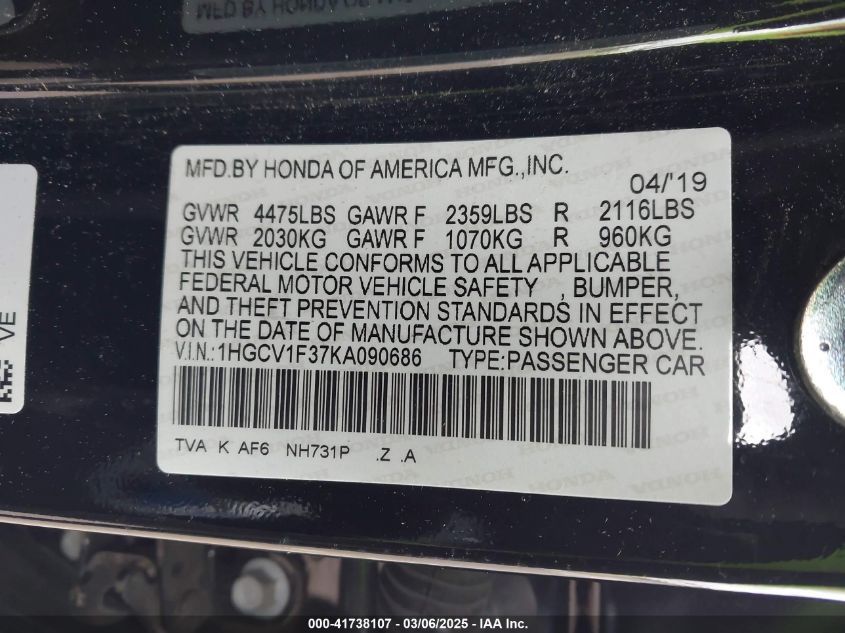 MFD.BY HONDA OF AMERICA MFG.,INC.
04/'19
GVWR 4475LBS GAWR F 2359LBS R 2116LBS
GVWR 2030KG GAWR F 1070KG R 960KG
THIS VEHICLE CONFORMS TO ALL APPLICABLE
FEDERAL MOTOR VEHICLE SAFETY , BUMPER,
AND THEFT PREVENTION STANDARDS IN EFFECT
ON THE DATE OF MANUFACTURE SHOWN ABOVE.
V.I.N.:1HGCV1F37KA090686 TYPE:PASSENGER CAR
TVA K AF6 NH731P .Z .A
VE
000-41738107 — 03/06/2025 — IAA Inc.